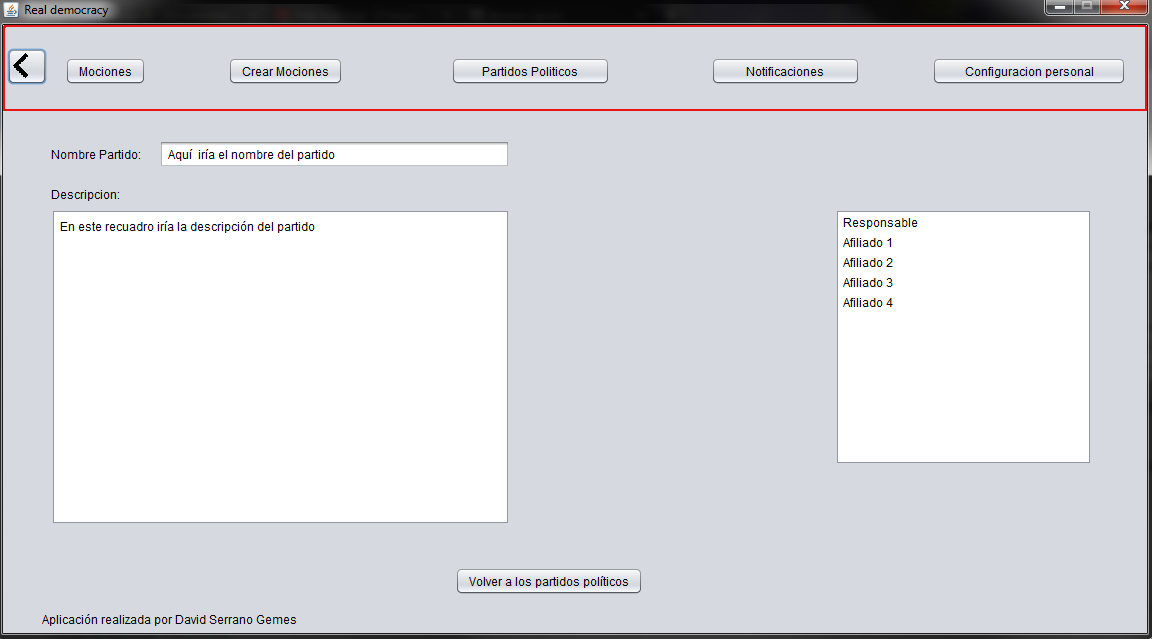 Real democracy
Mociones
Crear Mociones
Partidos Politicos
Notificaciones
Configuracion personal
Nombre Partido:
Aquí iría el nombre del partido
Descripcion:
En este recuadro iría la descripción del partido
Responsable
Afiliado 1
Afiliado 2
Afiliado 3
Afiliado 4
Volver a los partidos políticos
Aplicación realizada por David Serrano Gemes